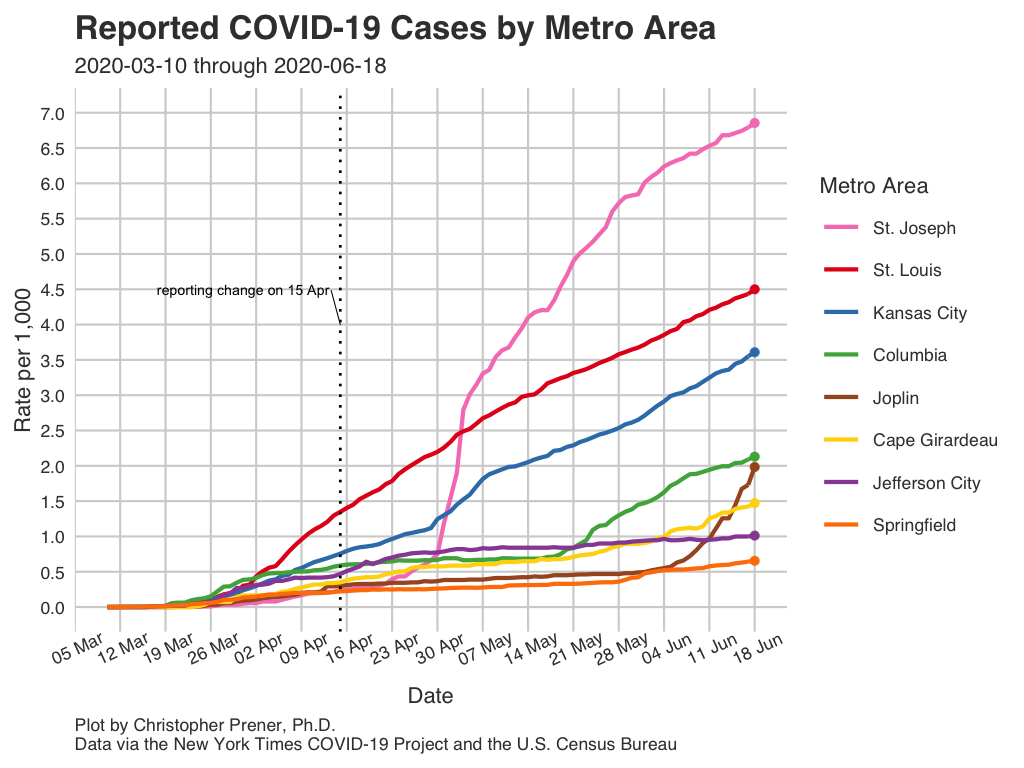 Reported COVID-19 Cases by Metro Area
2020-03-10 through 2020-06-18
Rate per 1,000
7.0
6.5
6.0
5.5
5.0
4.5
4.0
3.5
3.0
2.5
2.0
1.5
1.0
0.5
0.0
reporting change on 15 Apr
05 Mar
12 Mar
19 Mar
26 Mar
02 Apr
09 Apr
16 Apr
23 Apr
30 Apr
07 May
14 May
21 May
28 May
04 Jun
11 Jun
18 Jun
Date
Metro Area
St. Joseph
St. Louis
Kansas City
Columbia
Joplin
Cape Girardeau
Jefferson City
Springfield
Plot by Christopher Prener, Ph.D.
Data via the New York Times COVID-19 Project and the U.S. Census Bureau